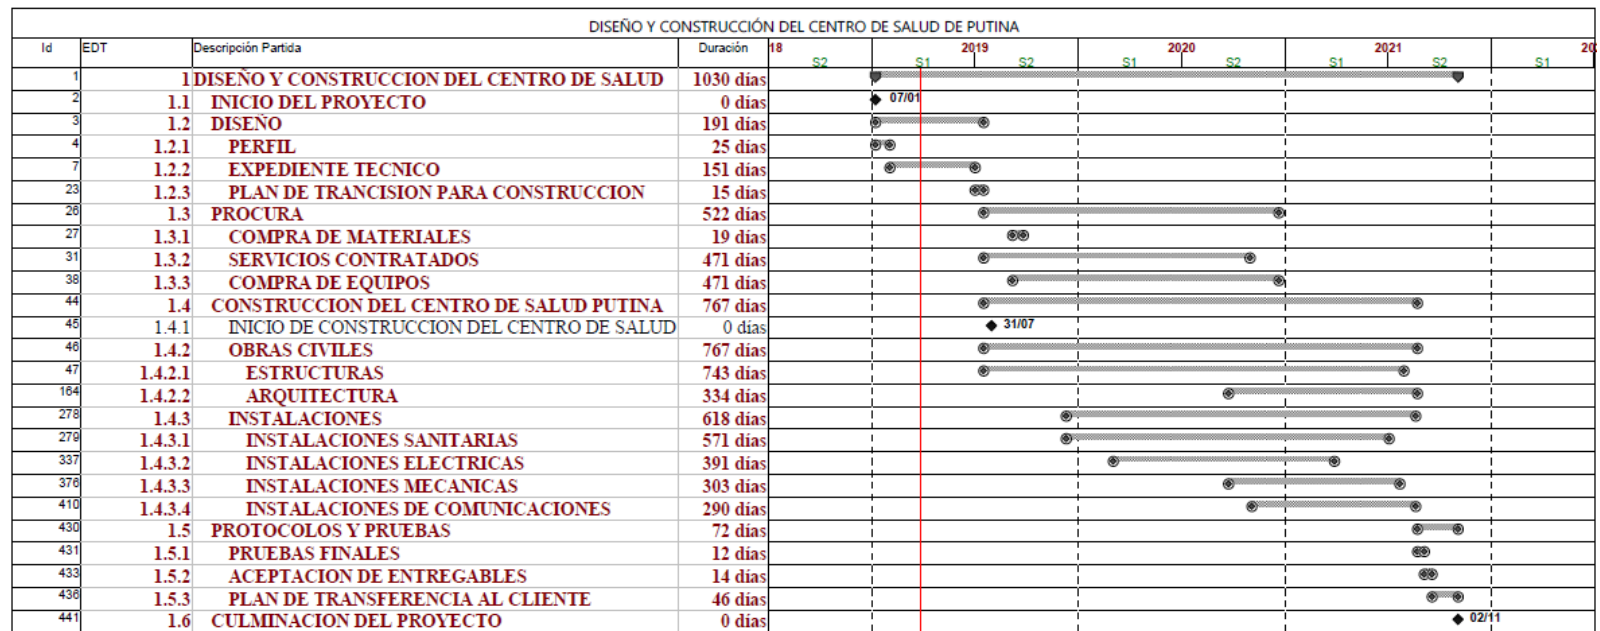 DISEÑO Y CONSTRUCCIÓN DEL CENTRO DE SALUD DE PUTINA
Id EDT Descripción Partida Duración 18 2019 2020 2021 20
S2 S1 S2 S1 S2 S1 S2 S1
1 1 DISEÑO Y CONSTRUCCION DEL CENTRO DE SALUD 1030 días
2 1.1 INICIO DEL PROYECTO 0 días 07/01
3 1.2 DISEÑO 191 días
4 1.2.1 PERFIL 25 días
7 1.2.2 EXPEDIENTE TECNICO 151 días
23 1.2.3 PLAN DE TRANCISION PARA CONSTRUCCION 15 días
26 1.3 PROCURA 522 días
27 1.3.1 COMPRA DE MATERIALES 19 días
31 1.3.2 SERVICIOS CONTRATADOS 471 días
38 1.3.3 COMPRA DE EQUIPOS 471 días
44 1.4 CONSTRUCCION DEL CENTRO DE SALUD PUTINA 767 días
45 1.4.1 INICIO DE CONSTRUCCION DEL CENTRO DE SALUD 0 días 31/07
46 1.4.2 OBRAS CIVILES 767 días
47 1.4.2.1 ESTRUCTURAS 743 días
164 1.4.2.2 ARQUITECTURA 334 días
278 1.4.3 INSTALACIONES 618 días
279 1.4.3.1 INSTALACIONES SANITARIAS 571 días
337 1.4.3.2 INSTALACIONES ELECTRICAS 391 días
376 1.4.3.3 INSTALACIONES MECANICAS 303 días
410 1.4.3.4 INSTALACIONES DE COMUNICACIONES 290 días
430 1.5 PROTOCOLOS Y PRUEBAS 72 días
431 1.5.1 PRUEBAS FINALES 12 días
433 1.5.2 ACEPTACION DE ENTREGABLES 14 días
436 1.5.3 PLAN DE TRANSFERENCIA AL CLIENTE 46 días
441 1.6 CULMINACION DEL PROYECTO 0 días 02/11